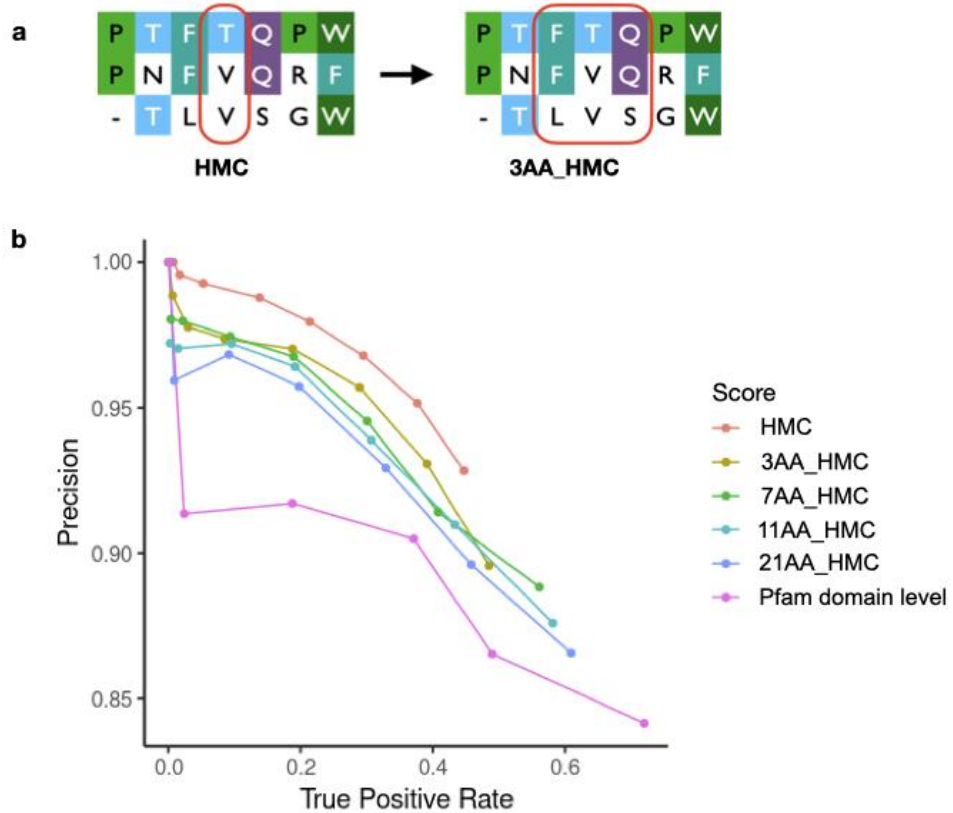 a
P T F T Q P W
P N F V Q R F
- T L V S G W
HMC
P T F T Q P W
P N F V Q R F
- T L V S G W
3AA_HMC
b
1.00
0.95
0.90
0.85
Precision
0.0 0.2 0.4 0.6
True Positive Rate
Score
HMC
3AA_HMC
7AA_HMC
11AA_HMC
21AA_HMC
Pfam domain level